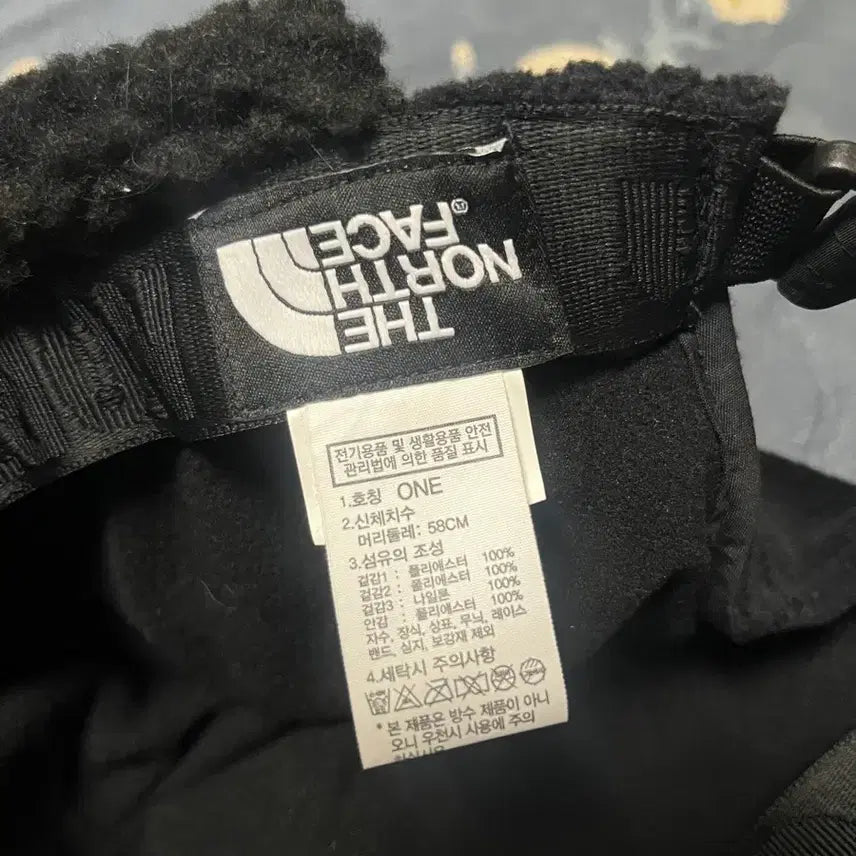 THE
NORTH
FACE®
전기용품 및 생활용품 안전
관리법에 의한 품질 표시
1.호칭 ONE
2.신체치수
머리둘레: 58CM
3.섬유의 조성
겉감1 : 폴리에스터 100%
겉감2 : 폴리에스터 100%
겉감3 : 나일론 100%
안감 : 폴리에스터 100%
자수, 장식, 상표, 무늬, 레이스
밴드, 심지, 보강재 제외
4.세탁시 주의사항
* 본 제품은 방수 제품이 아니
오니 우천시 사용에 주의
하십시요